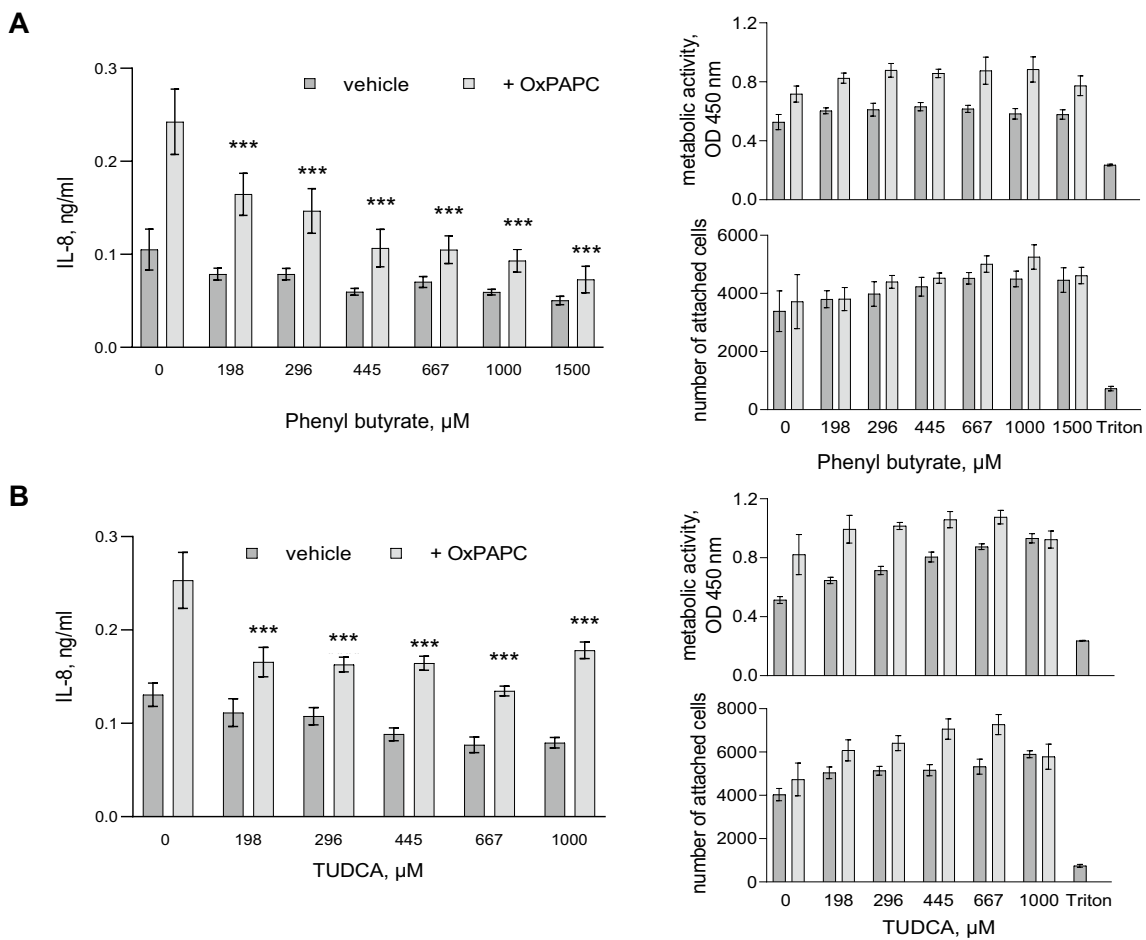 A
vehicle
+ OxPAPC
IL-8, ng/ml
0.3
0.2
0.1
0.0
***
***
***
***
***
***
0 198 296 445 667 1000 1500
Phenyl butyrate, µM
metabolic activity,
OD 450 nm
1.2
0.8
0.4
0.0
number of attached cells
6000
4000
2000
0
0 198 296 445 667 1000 1500 Triton
Phenyl butyrate, µM
B
vehicle
+ OxPAPC
IL-8, ng/ml
0.3
0.2
0.1
0.0
***
***
***
***
***
0 198 296 445 667 1000
TUDCA, µM
metabolic activity,
OD 450 nm
1.2
0.8
0.4
0.0
number of attached cells
8000
6000
4000
2000
0
0 198 296 445 667 1000 Triton
TUDCA, µM